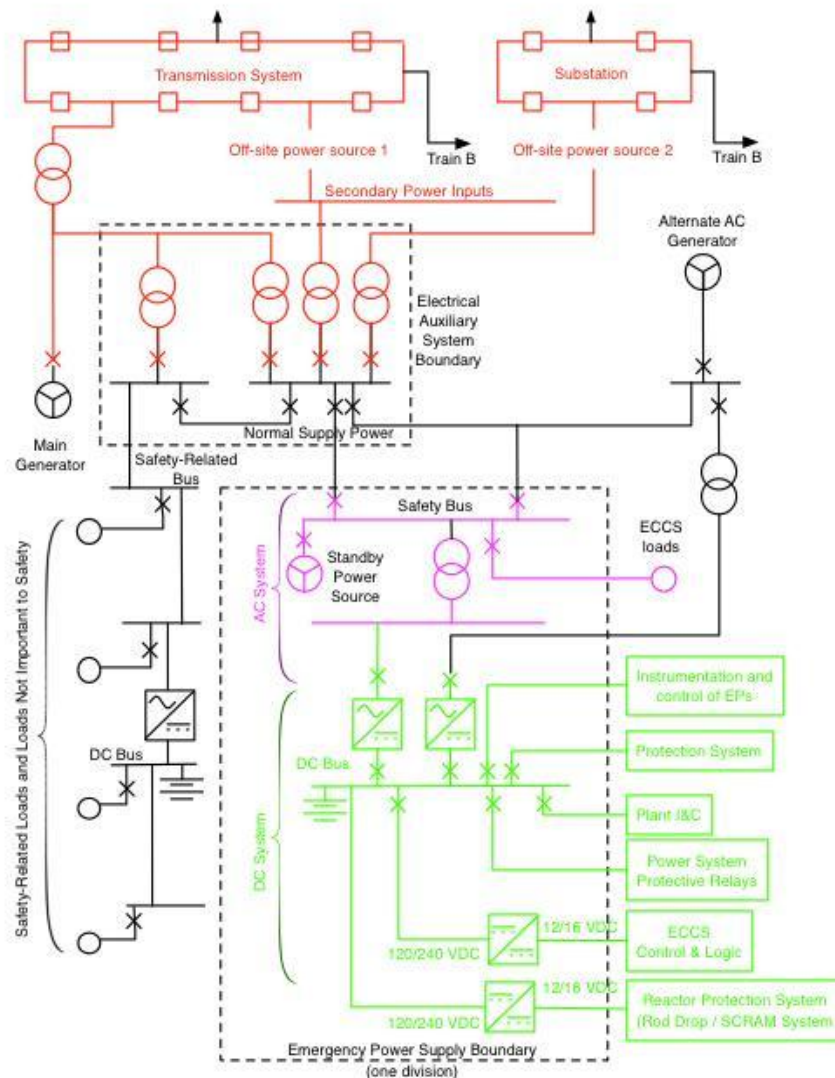 Transmission System
Substation
Off-site power source 1
Train B
Off-site power source 2
Train B
Secondary Power Inputs
Alternate AC
Generator
Electrical
Auxiliary
System
Boundary
Main
Generator
Normal Supply Power
Safety-Related
Bus
Safety Bus
ECCS
loads
Standby
Power
Source
AC System
Safety-Related Loads and Loads Not Important to Safety
Instrumentation and
control of EPs
DC Bus
DC Bus
Protection System
DC System
Plant I&C
Power System
Protective Relays
120/240 VDC
12/16 VDC
ECCS
Control & Logic
120/240 VDC
12/16 VDC
Reactor Protection System
(Rod Drop / SCRAM System
Emergency Power Supply Boundary
(one division)